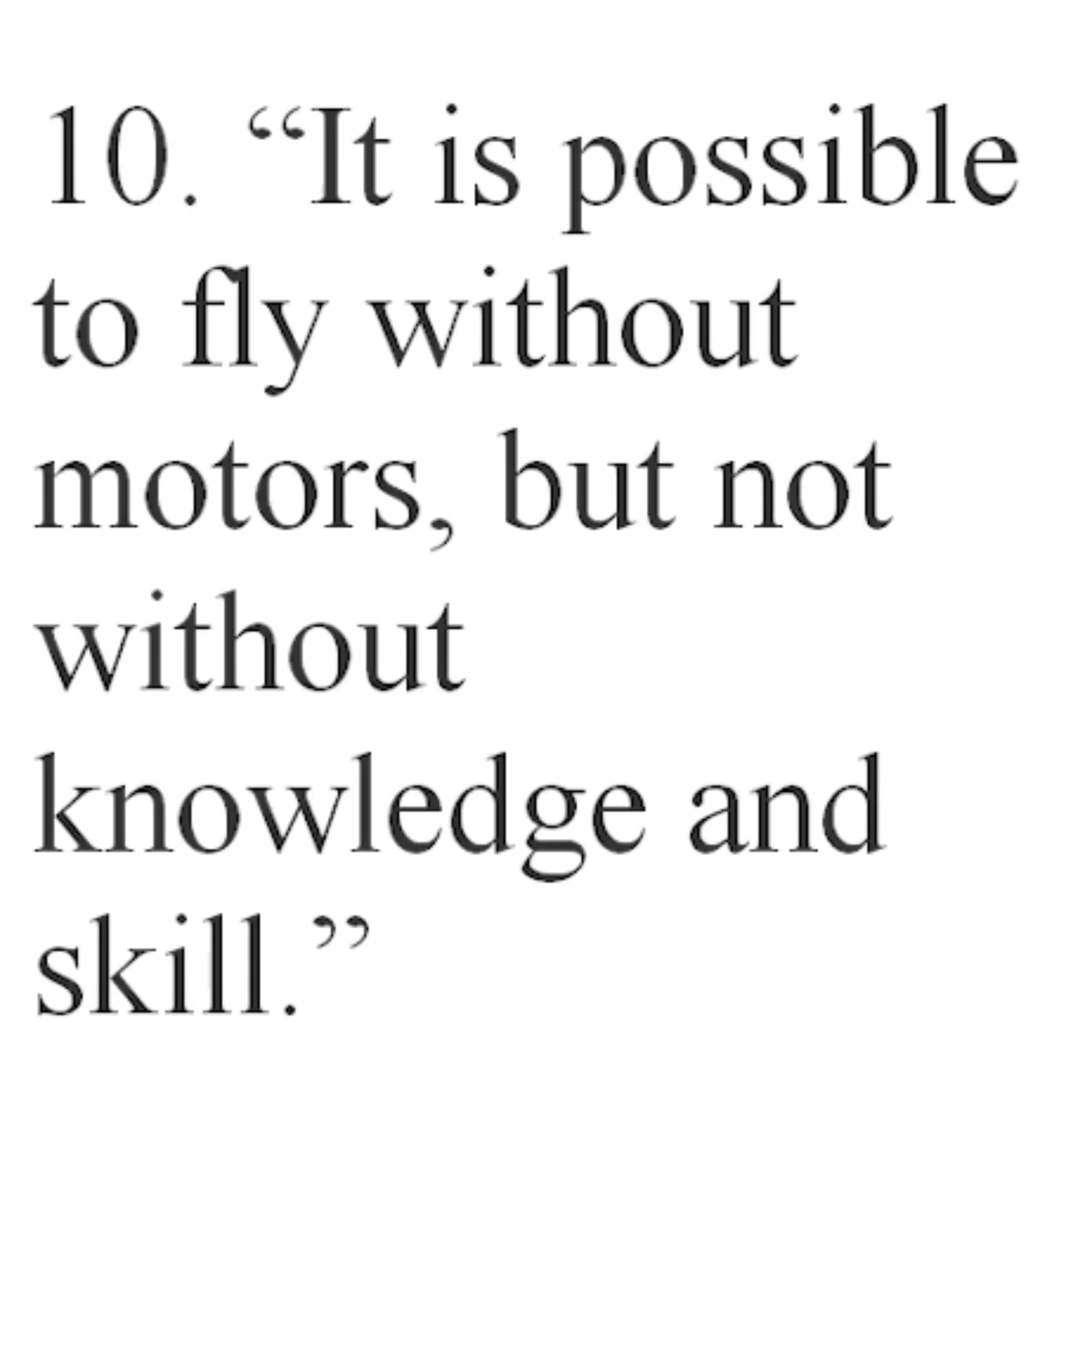 10. “It is possible
to fly without
motors, but not
without
knowledge and
skill.”